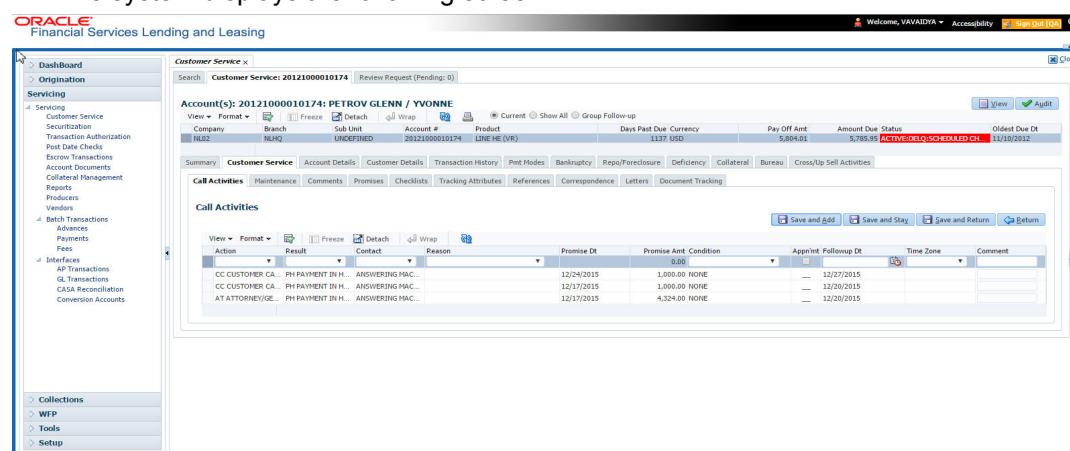 ORACLE
Financial Services Lending and Leasing
Welcome, VAVAIDYA Accessibility Sign Out [QA]
DashBoard
Origination
Servicing
Servicing
Customer Service
Securitization
Transaction Authorization
Post Date Checks
Escrow Transactions
Account Documents
Collateral Management
Reports
Producers
Vendors
Batch Transactions
Advances
Payments
Fees
Interfaces
AP Transactions
GL Transactions
CASA Reconciliation
Conversion Accounts
Collections
WFP
Tools
Setup
Customer Service x
Clo
Search Customer Service: 20121000010174 Review Request (Pending: 0)
Account(s): 20121000010174: PETROV GLENN / YVONNE
View Audit
View Format Freeze Detach Wrap Current Show All Group Follow-up
Company Branch Sub Unit Account # Product Days Past Due Currency Pay Off Amt Amount Due Status Oldest Due Dt
NL02 NLHQ UNDEFINED 20121000010174 LINE HE (VR) 1137 USD 5,804.01 5,785.95 ACTIVE:DELQ:SCHEDULED CH... 11/10/2012
Summary Customer Service Account Details Customer Details Transaction History Pmt Modes Bankruptcy Repo/Foreclosure Deficiency Collateral Bureau Cross/Up Sell Activities
Call Activities Maintenance Comments Promises Checklists Tracking Attributes References Correspondence Letters Document Tracking
Call Activities
Save and Add Save and Stay Save and Return Return
View Format Freeze Detach Wrap
Action Result Contact Reason Promise Dt Promise Amt Condition Appn'mt Followup Dt Time Zone Comment
0.00
CC CUSTOMER CA... PH PAYMENT IN H... ANSWERING MAC... 12/24/2015 1,000.00 NONE 12/27/2015
CC CUSTOMER CA... PH PAYMENT IN H... ANSWERING MAC... 12/17/2015 1,000.00 NONE 12/20/2015
AT ATTORNEY/GE... PH PAYMENT IN H... ANSWERING MAC... 12/17/2015 4,324.00 NONE 12/20/2015